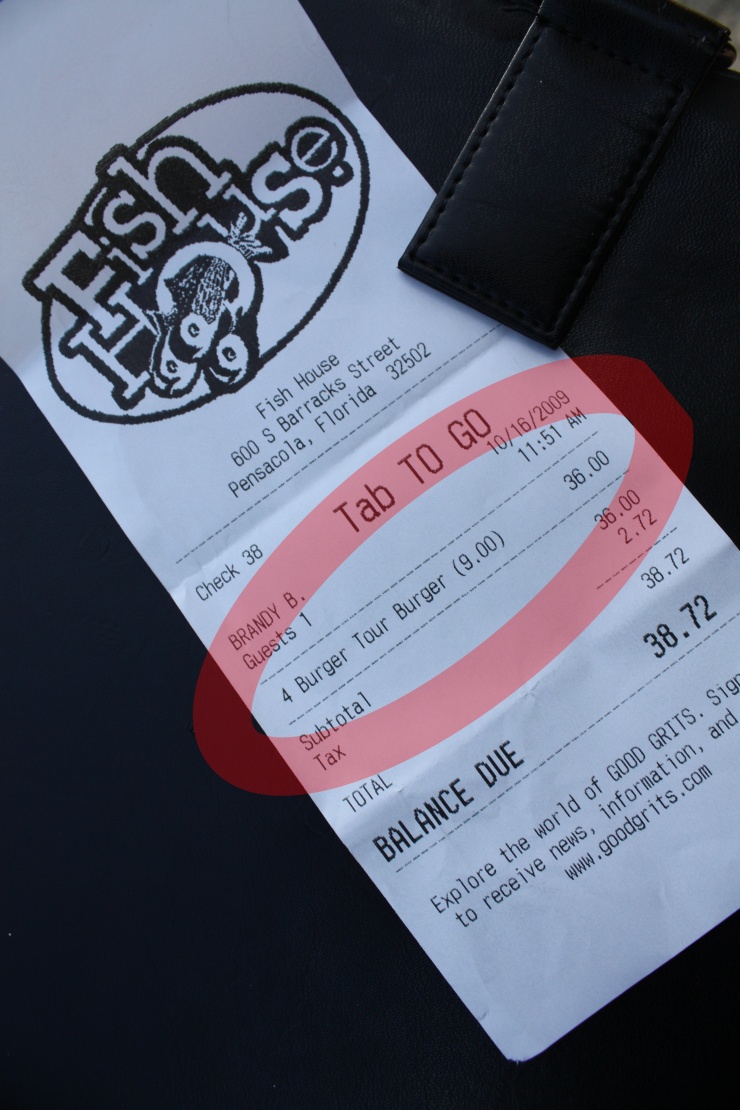 Fish
House
Fish House
600 S Barracks Street
Pensacola, Florida 32502
Tab TO GO
10/16/2009
Check 38 11:51 AM
BRANDY B.
Guests 1
4 Burger Tour Burger (9.00) 36.00
Subtotal 36.00
Tax 2.72
TOTAL 38.72
BALANCE DUE 38.72
Explore the world of GOOD GRITS. Sign
to receive news, information, and
www.goodgrits.com